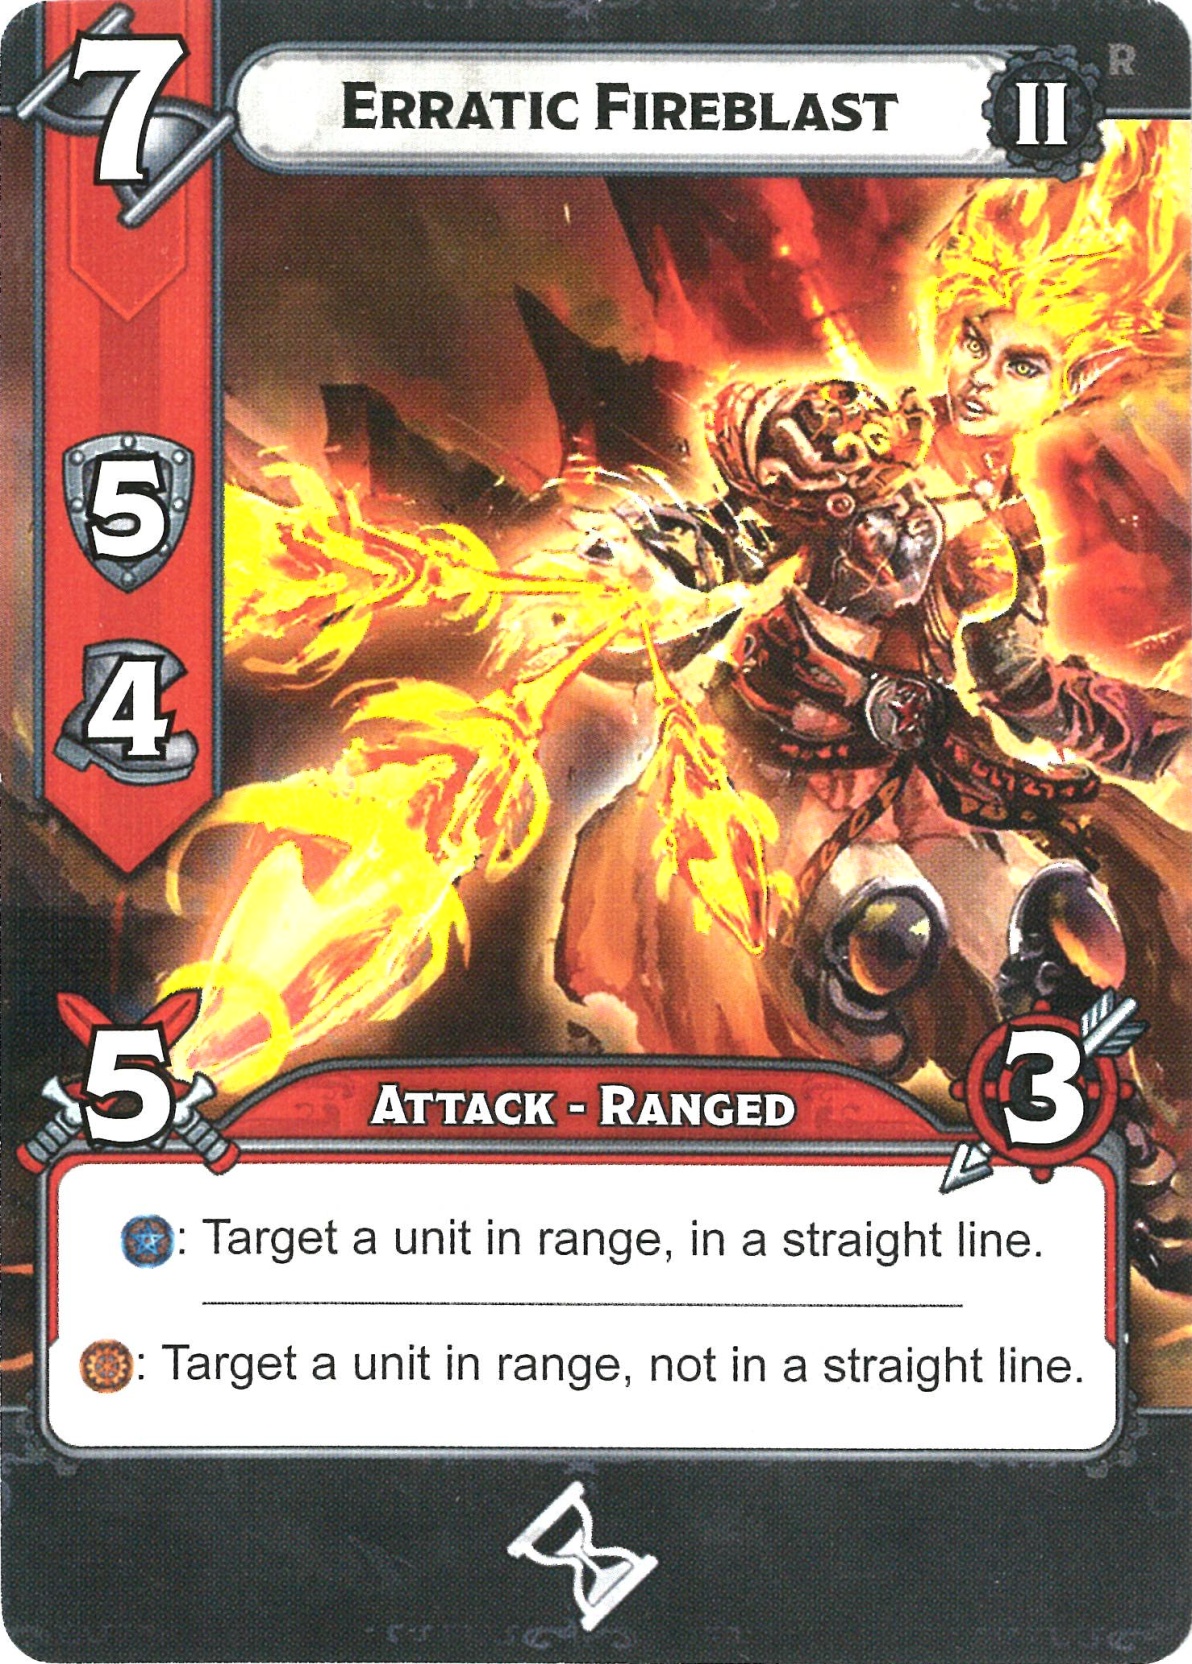 7
ERRATIC FIREBLAST
II
R
5
4
5
ATTACK - RANGED
3
: Target a unit in range, in a straight line.
: Target a unit in range, not in a straight line.